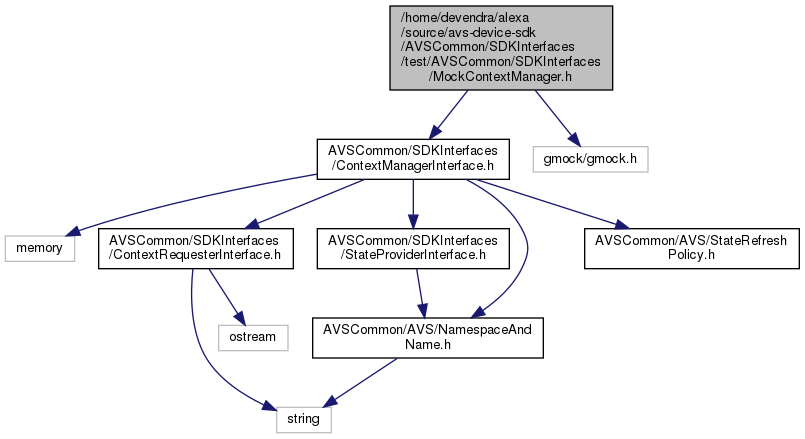 /home/devendra/alexa
/source/avs-device-sdk
/AVSCommon/SDKInterfaces
/test/AVSCommon/SDKInterfaces
/MockContextManager.h
AVSCommon/SDKInterfaces
/ContextManagerInterface.h
gmock/gmock.h
memory
AVSCommon/SDKInterfaces
/ContextRequesterInterface.h
AVSCommon/SDKInterfaces
/StateProviderInterface.h
AVSCommon/AVS/StateRefresh
Policy.h
ostream
AVSCommon/AVS/NamespaceAnd
Name.h
string